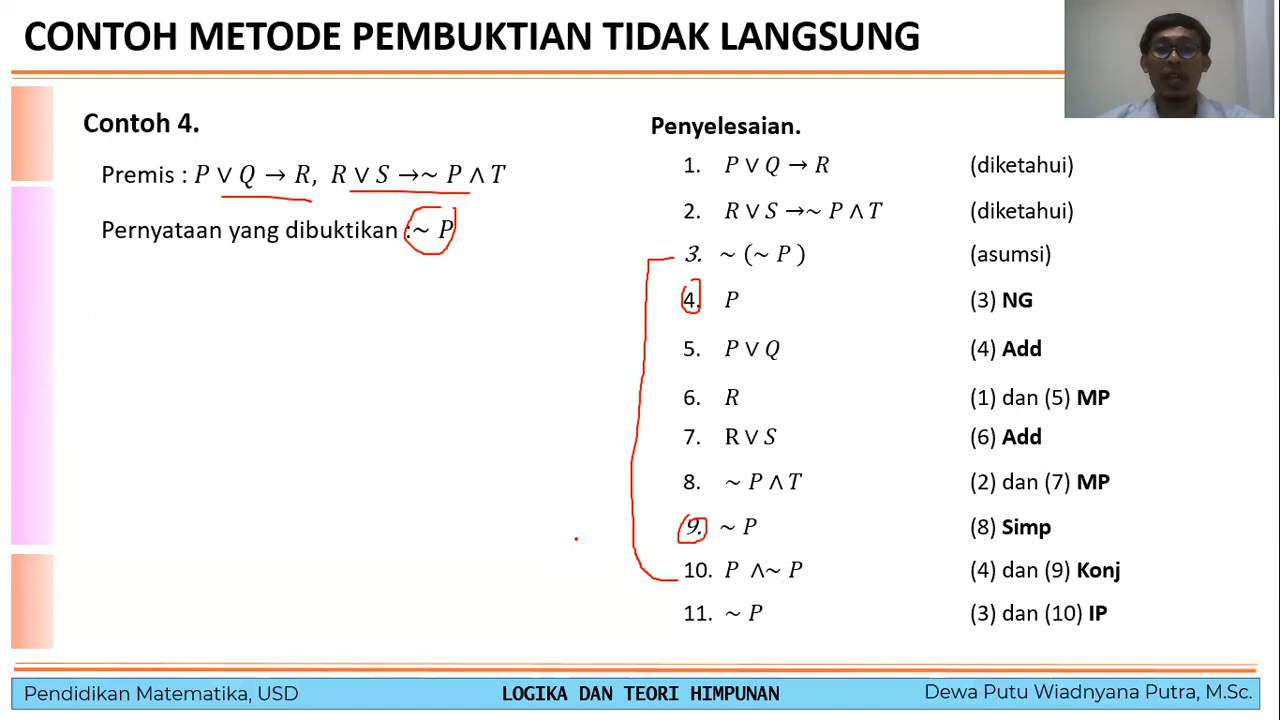 CONTOH METODE PEMBUKTIAN TIDAK LANGSUNG
Contoh 4.
Premis : P ∨ Q → R, R ∨ S →∼ P ∧ T
Pernyataan yang dibuktikan :∼ P
Penyelesaian.
1. P ∨ Q → R (diketahui)
2. R ∨ S →∼ P ∧ T (diketahui)
3. ∼ (∼ P ) (asumsi)
4. P (3) NG
5. P ∨ Q (4) Add
6. R (1) dan (5) MP
7. R ∨ S (6) Add
8. ∼ P ∧ T (2) dan (7) MP
9. ∼ P (8) Simp
10. P ∧∼ P (4) dan (9) Konj
11. ∼ P (3) dan (10) IP
Pendidikan Matematika, USD
LOGIKA DAN TEORI HIMPUNAN
Dewa Putu Wiadnyana Putra, M.Sc.